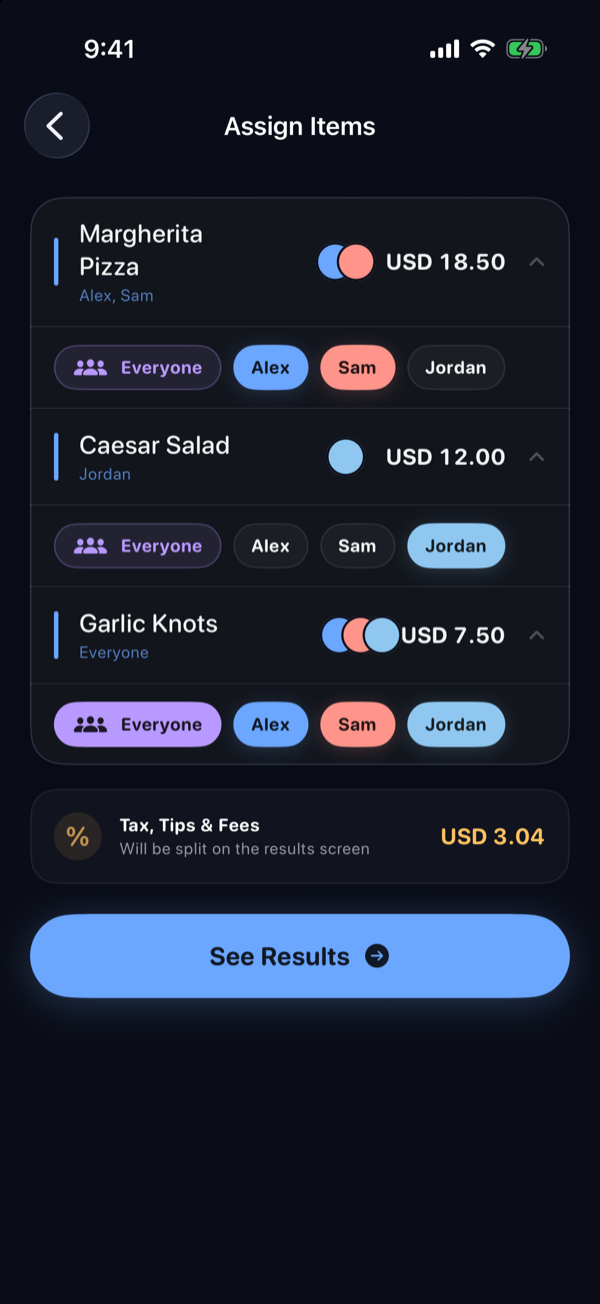 9:41
Assign Items
Margherita
Pizza
Alex, Sam
USD 18.50
Everyone Alex Sam Jordan
Caesar Salad
Jordan
USD 12.00
Everyone Alex Sam Jordan
Garlic Knots
Everyone
USD 7.50
Everyone Alex Sam Jordan
%
Tax, Tips & Fees
Will be split on the results screen
USD 3.04
See Results